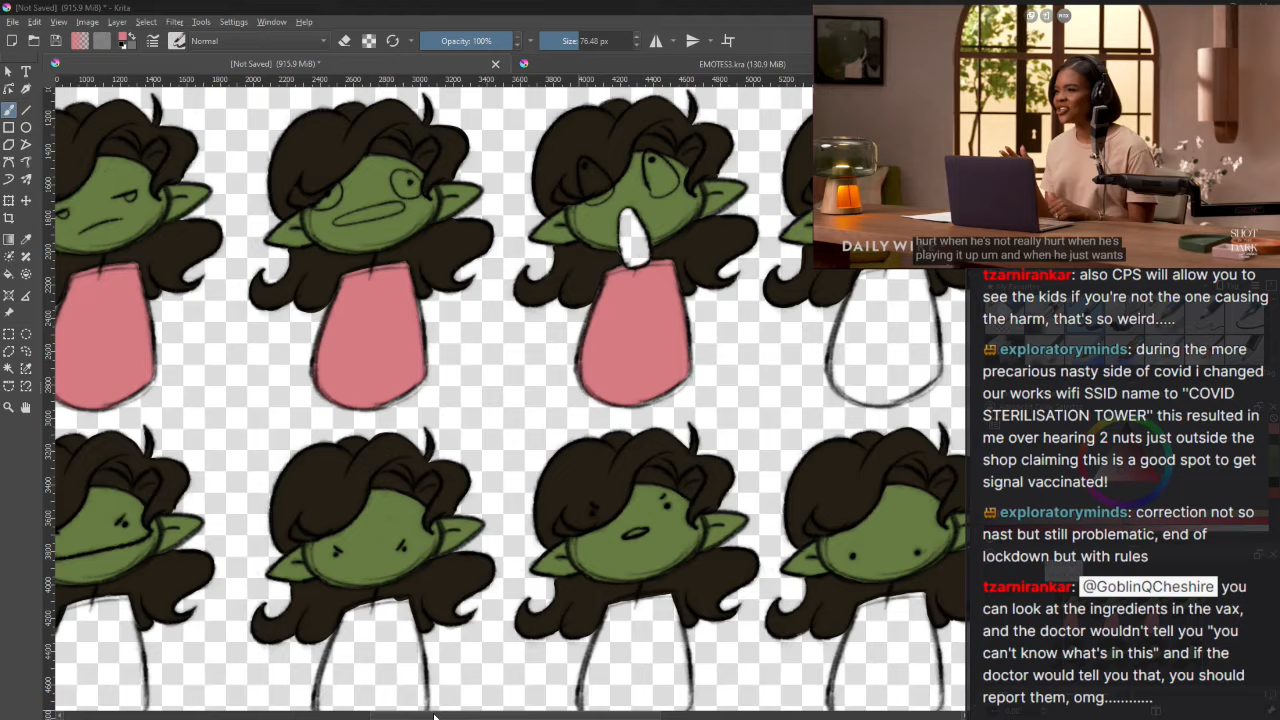 [Not Saved] (915.9 MiB) * - Krita
File Edit View Image Layer Select Filter Tools Settings Window Help
Normal
Opacity: 100%
Size: 76.48 px
[Not Saved] (915.9 MiB) *
EMOTES3.kra (130.9 MiB)
hurt when he's not really hurt when he's
playing it up um and when he just wants
SHOT
DARK
tzarnirankar: also CPS will allow you to
see the kids if you're not the one causing
the harm, that's so weird.....
exploratoryminds: during the more
precarious nasty side of covid i changed
our works wifi SSID name to "COVID
STERILISATION TOWER" this resulted in
me over hearing 2 nuts just outside the
shop claiming this is a good spot to get
signal vaccinated!
exploratoryminds: correction not so
nast but still problematic, end of
lockdown but with rules
tzarnirankar: @GoblinQCheshire you
can look at the ingredients in the vax,
and the doctor wouldn't tell you "you
can't know what's in this" and if the
doctor would tell you that, you should
report them, omg............